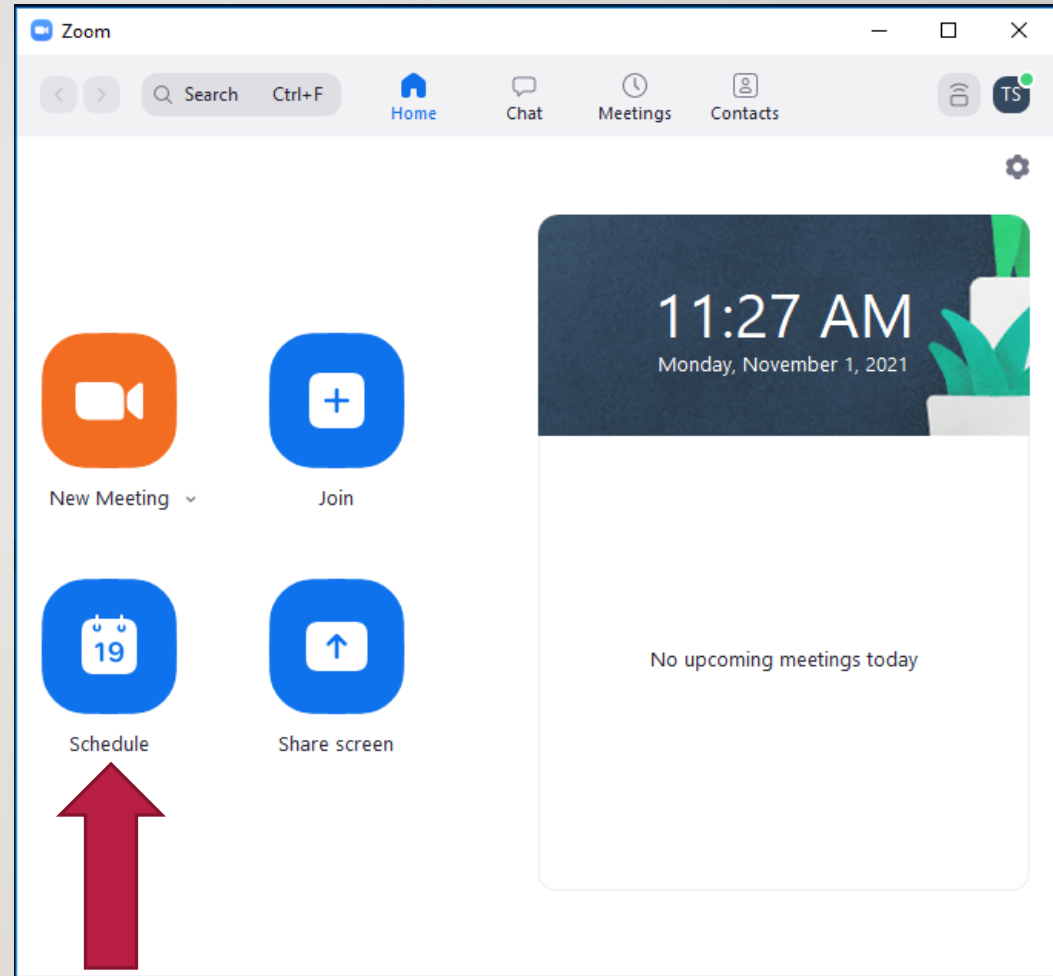 Zoom
Search Ctrl+F
Home Chat Meetings Contacts
TS
11:27 AM
Monday, November 1, 2021
New Meeting Join
19
No upcoming meetings today
Schedule Share screen